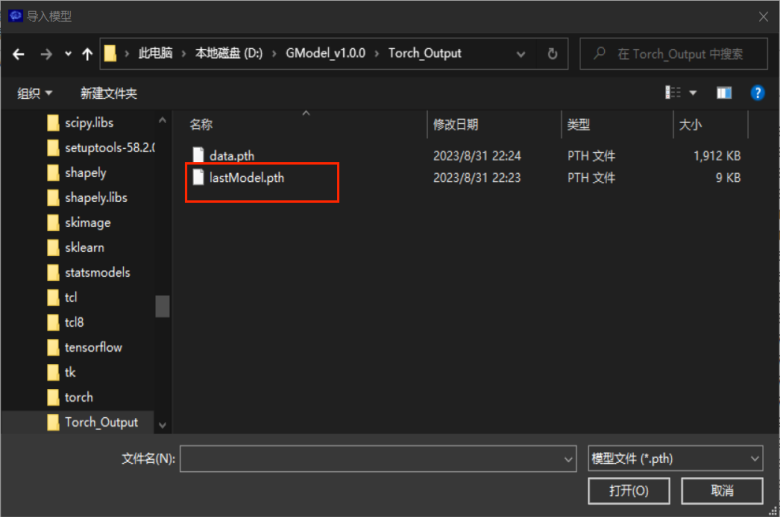 导入模型
此电脑 › 本地磁盘 (D:) › GModel_v1.0.0 › Torch_Output
在 Torch_Output 中搜索
组织 新建文件夹
名称 修改日期 类型 大小
data.pth 2023/8/31 22:24 PTH 文件 1,912 KB
lastModel.pth 2023/8/31 22:23 PTH 文件 9 KB
scipy.libs
setuptools-58.2.0
shapely
shapely.libs
skimage
sklearn
statsmodels
tcl
tcl8
tensorflow
tk
torch
Torch_Output
文件名(N):
模型文件 (*.pth)
打开(O) 取消